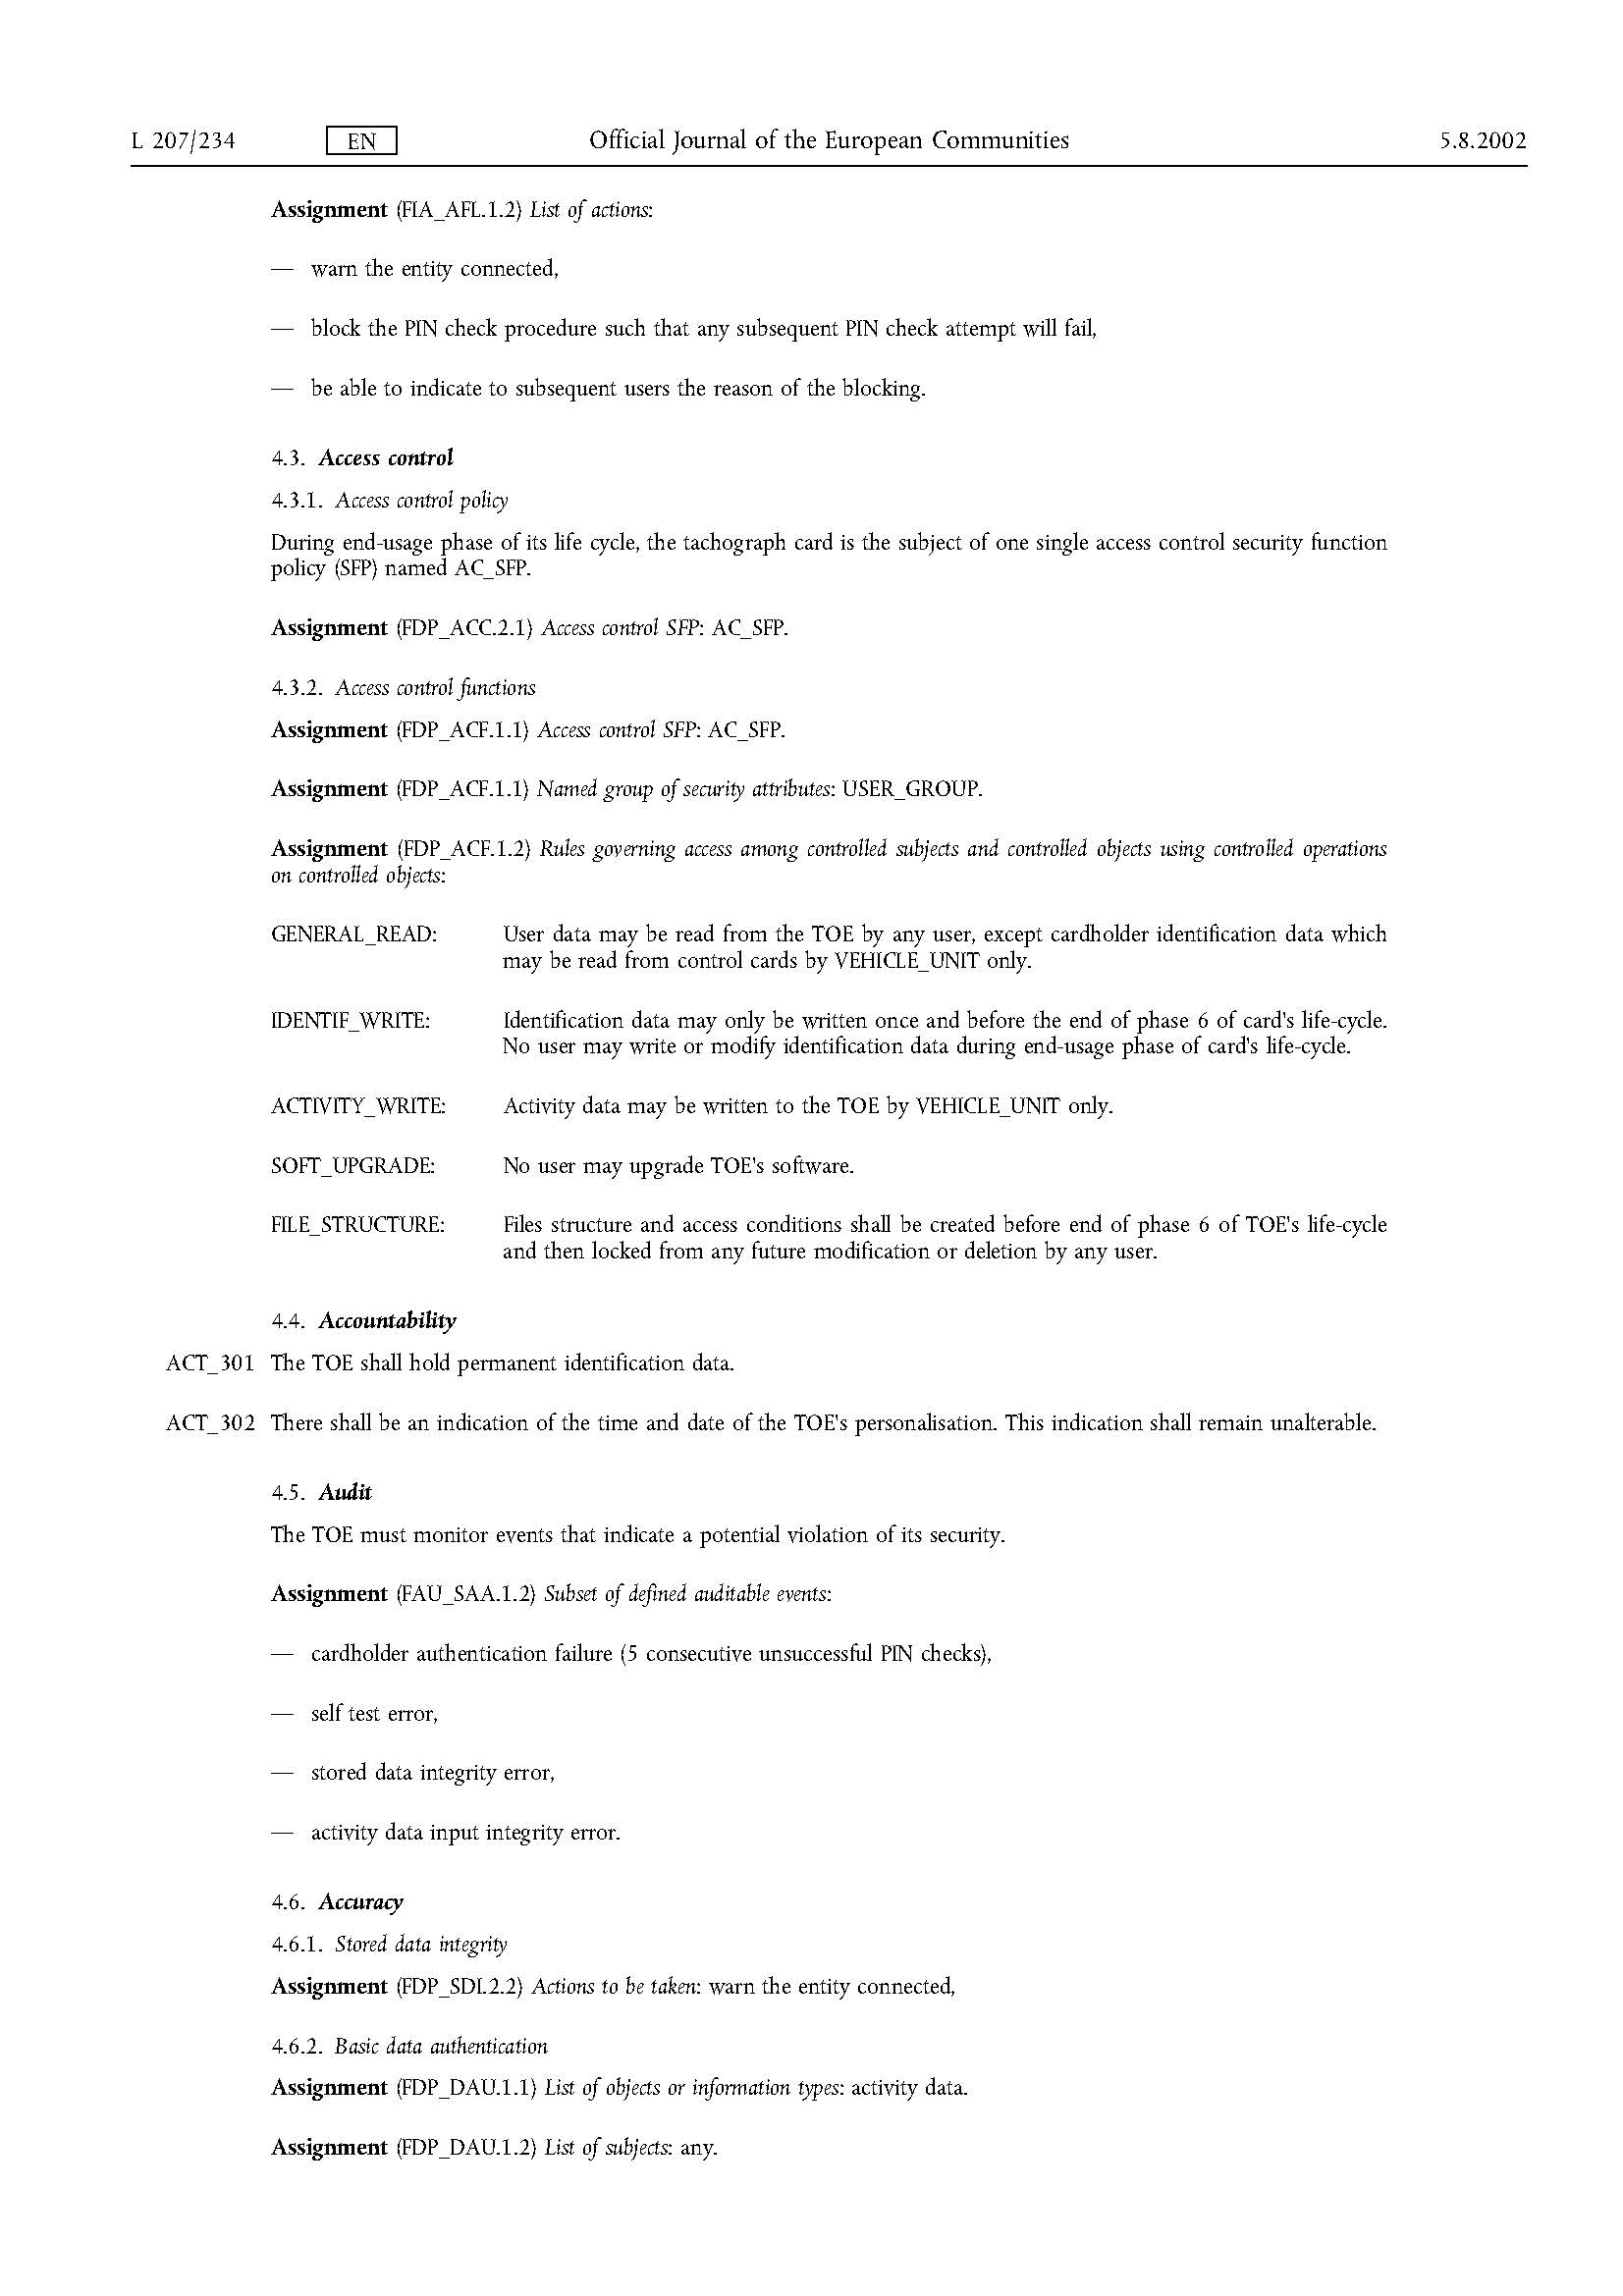 L 207/234 EN Official Journal of the European Communities 5.8.2002
Assignment (FIA_AFL.1.2) List of actions:
— warn the entity connected,
— block the PIN check procedure such that any subsequent PIN check attempt will fail,
— be able to indicate to subsequent users the reason of the blocking.
4.3. Access control
4.3.1. Access control policy
During end-usage phase of its life cycle, the tachograph card is the subject of one single access control security function
policy (SFP) named AC_SFP.
Assignment (FDP_ACC.2.1) Access control SFP: AC_SFP.
4.3.2. Access control functions
Assignment (FDP_ACF.1.1) Access control SFP: AC_SFP.
Assignment (FDP_ACF.1.1) Named group of security attributes: USER_GROUP.
Assignment (FDP_ACF.1.2) Rules governing access among controlled subjects and controlled objects using controlled operations
on controlled objects:
GENERAL_READ: User data may be read from the TOE by any user, except cardholder identification data which
may be read from control cards by VEHICLE_UNIT only.
IDENTIF_WRITE: Identification data may only be written once and before the end of phase 6 of card's life-cycle.
No user may write or modify identification data during end-usage phase of card's life-cycle.
ACTIVITY_WRITE: Activity data may be written to the TOE by VEHICLE_UNIT only.
SOFT_UPGRADE: No user may upgrade TOE's software.
FILE_STRUCTURE: Files structure and access conditions shall be created before end of phase 6 of TOE's life-cycle
and then locked from any future modification or deletion by any user.
4.4. Accountability
ACT_301 The TOE shall hold permanent identification data.
ACT_302 There shall be an indication of the time and date of the TOE's personalisation. This indication shall remain unalterable.
4.5. Audit
The TOE must monitor events that indicate a potential violation of its security.
Assignment (FAU_SAA.1.2) Subset of defined auditable events:
— cardholder authentication failure (5 consecutive unsuccessful PIN checks),
— self test error,
— stored data integrity error,
— activity data input integrity error.
4.6. Accuracy
4.6.1. Stored data integrity
Assignment (FDP_SDI.2.2) Actions to be taken: warn the entity connected,
4.6.2. Basic data authentication
Assignment (FDP_DAU.1.1) List of objects or information types: activity data.
Assignment (FDP_DAU.1.2) List of subjects: any.